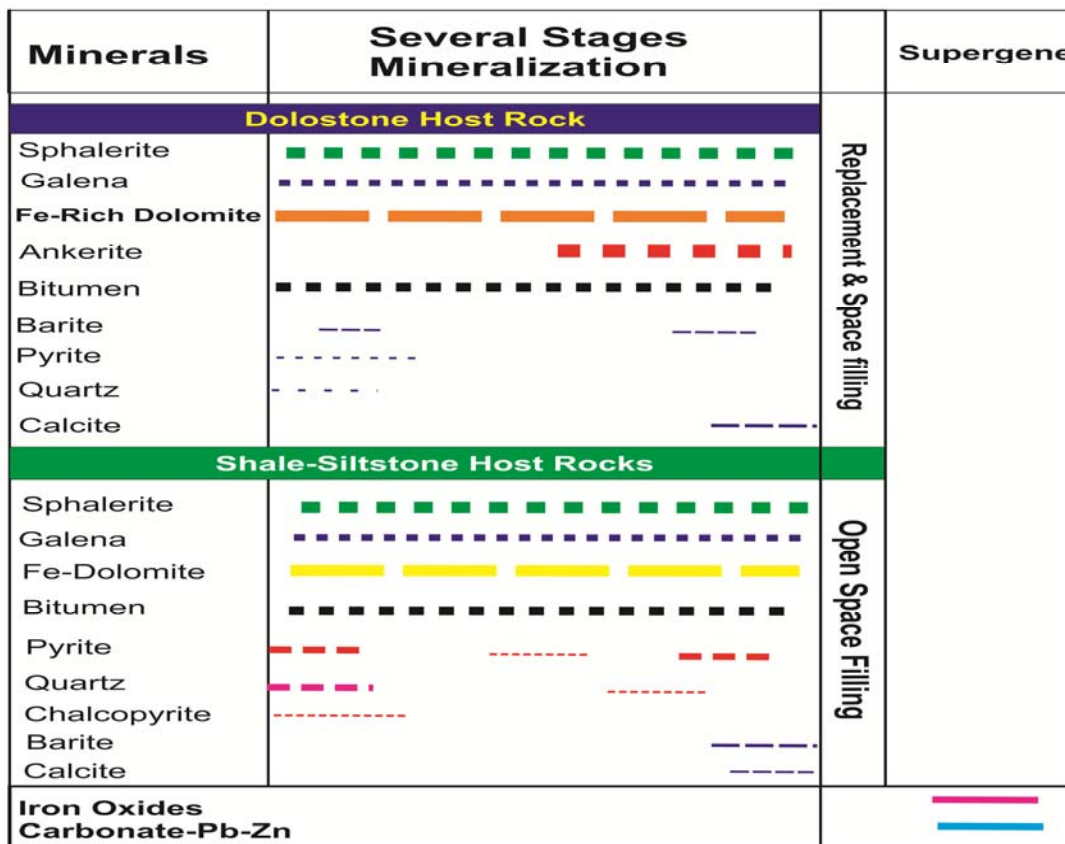 Minerals
Several Stages
Mineralization
Supergene
Dolostone Host Rock
Sphalerite
Galena
Fe-Rich Dolomite
Ankerite
Bitumen
Barite
Pyrite
Quartz
Calcite
Replacement & Space filling
Shale-Siltstone Host Rocks
Sphalerite
Galena
Fe-Dolomite
Bitumen
Pyrite
Quartz
Chalcopyrite
Barite
Calcite
Open Space Filling
Iron Oxides
Carbonate-Pb-Zn